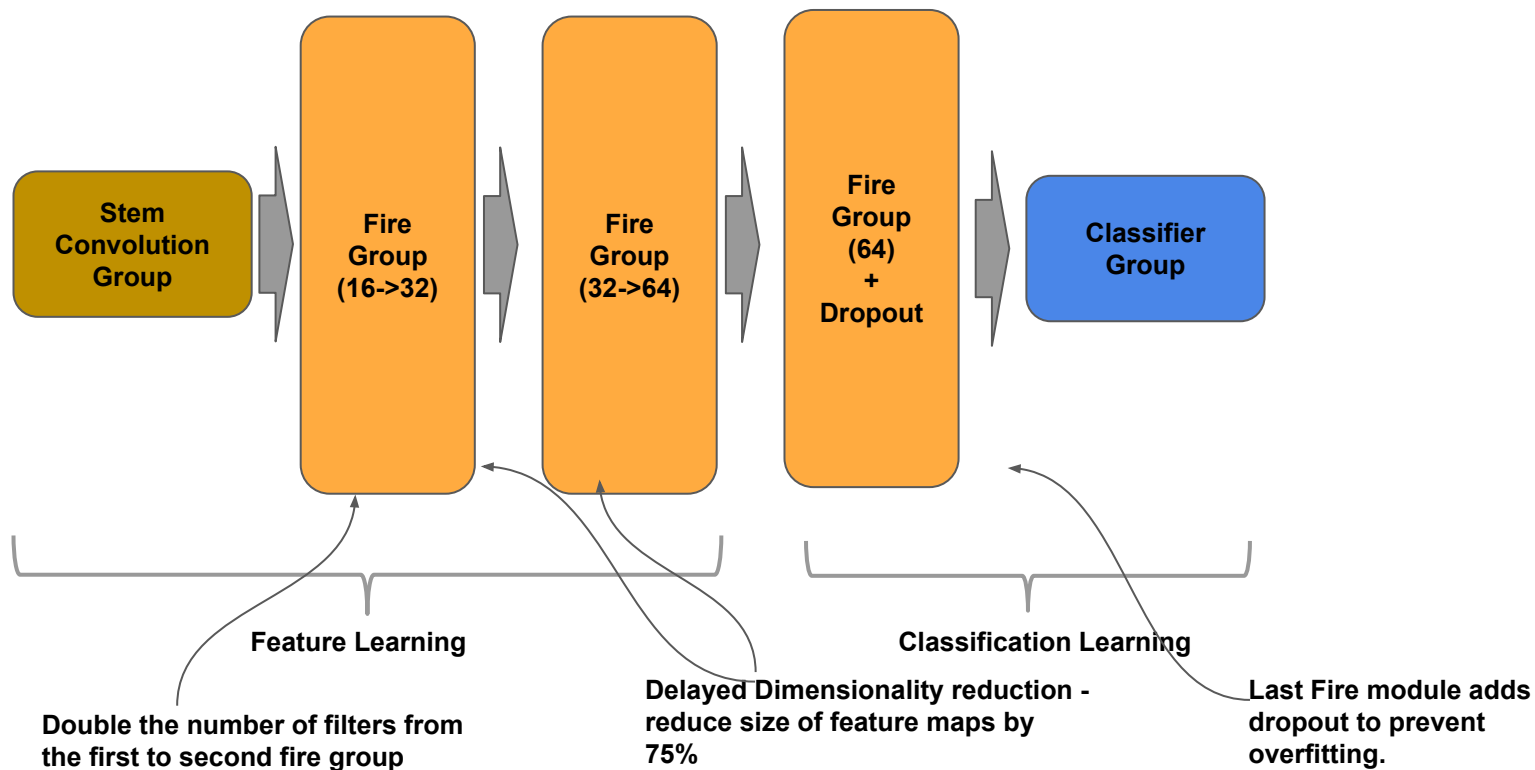 Stem
Convolution
Group
Fire
Group
(16->32)
Fire
Group
(32->64)
Fire
Group
(64)
+
Dropout
Classifier
Group
Feature Learning
Classification Learning
Double the number of filters from
the first to second fire group
Delayed Dimensionality reduction -
reduce size of feature maps by
75%
Last Fire module adds
dropout to prevent
overfitting.